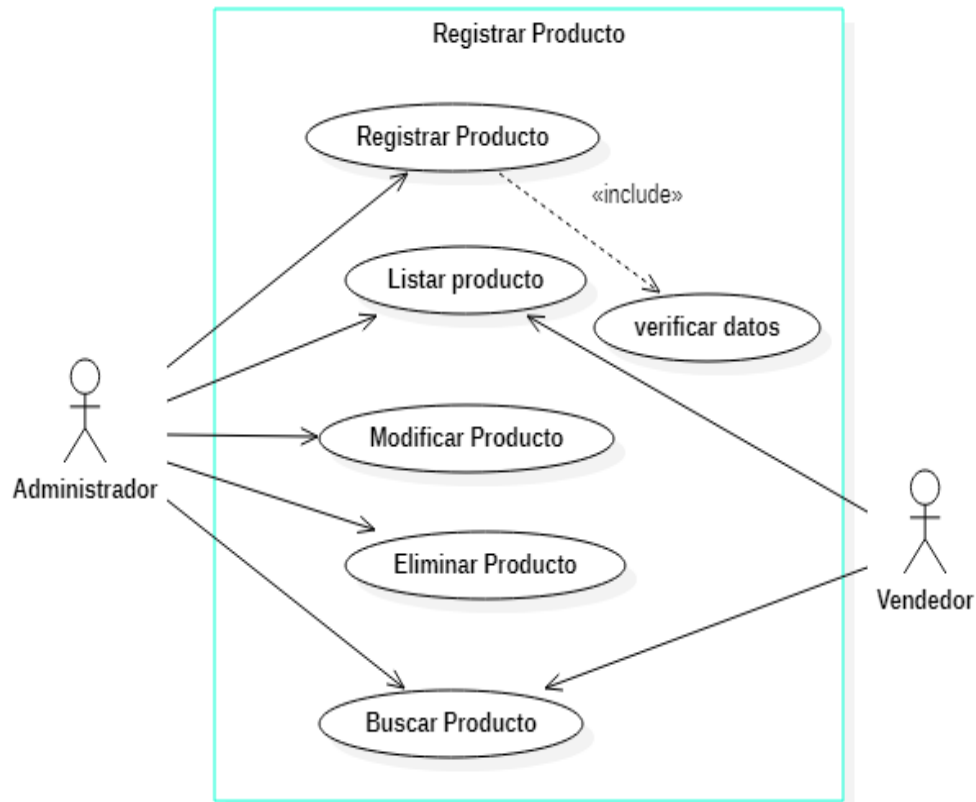 Registrar Producto
Registrar Producto
«include»
Listar producto
verificar datos
Modificar Producto
Administrador
Eliminar Producto
Vendedor
Buscar Producto